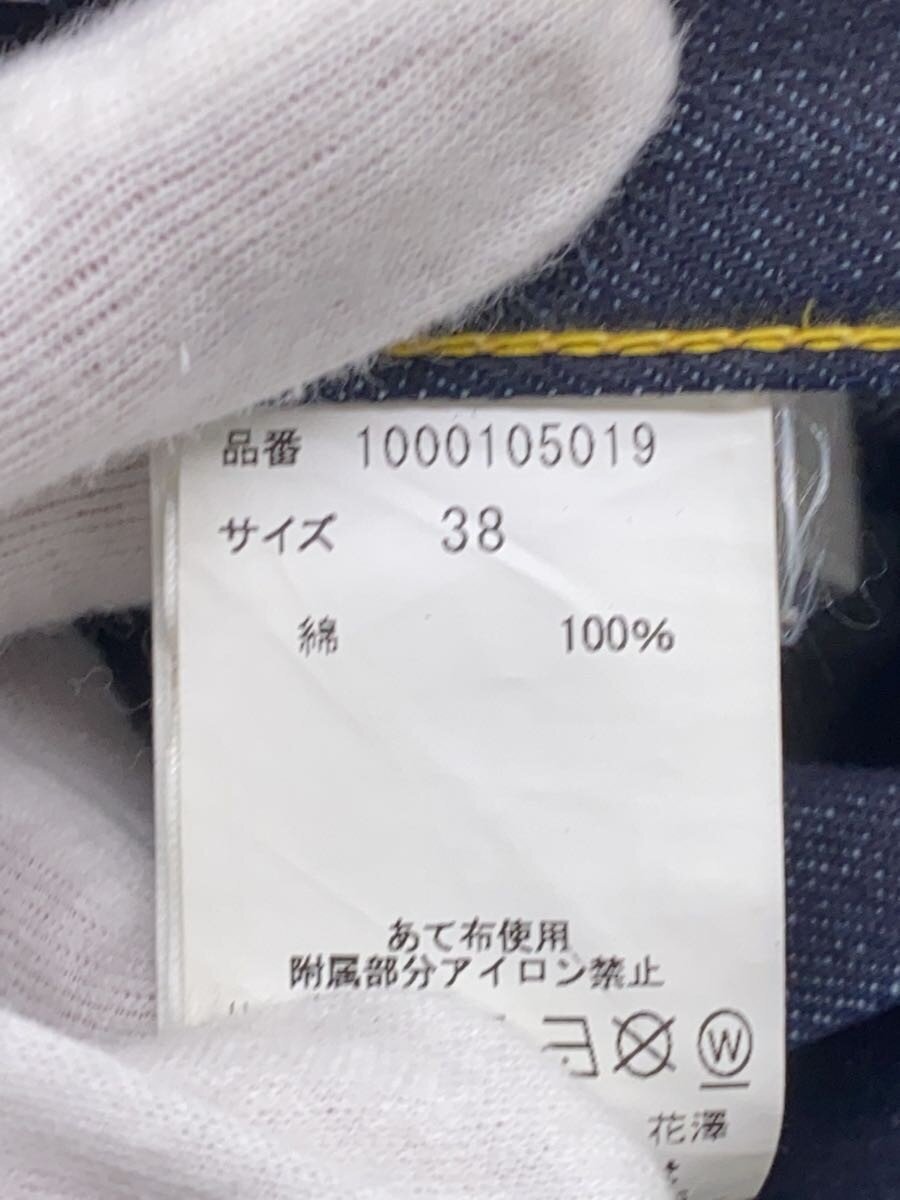 品番 1000105019
サイズ 38
綿 100%
あて布使用
附属部分アイロン禁止
W
花澤